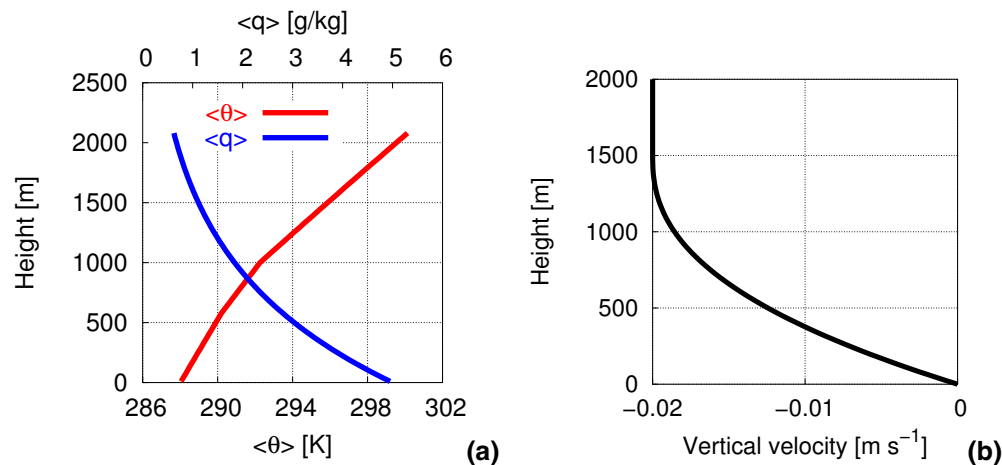 <q> [g/kg]
0 1 2 3 4 5 6
2500
2000
1500
1000
500
0
Height [m]
<θ>
<q>
286 290 294 298 302
<θ> [K]
(a)
2000
1500
1000
500
0
Height [m]
−0.02 −0.01 0
Vertical velocity [m s⁻¹]
(b)